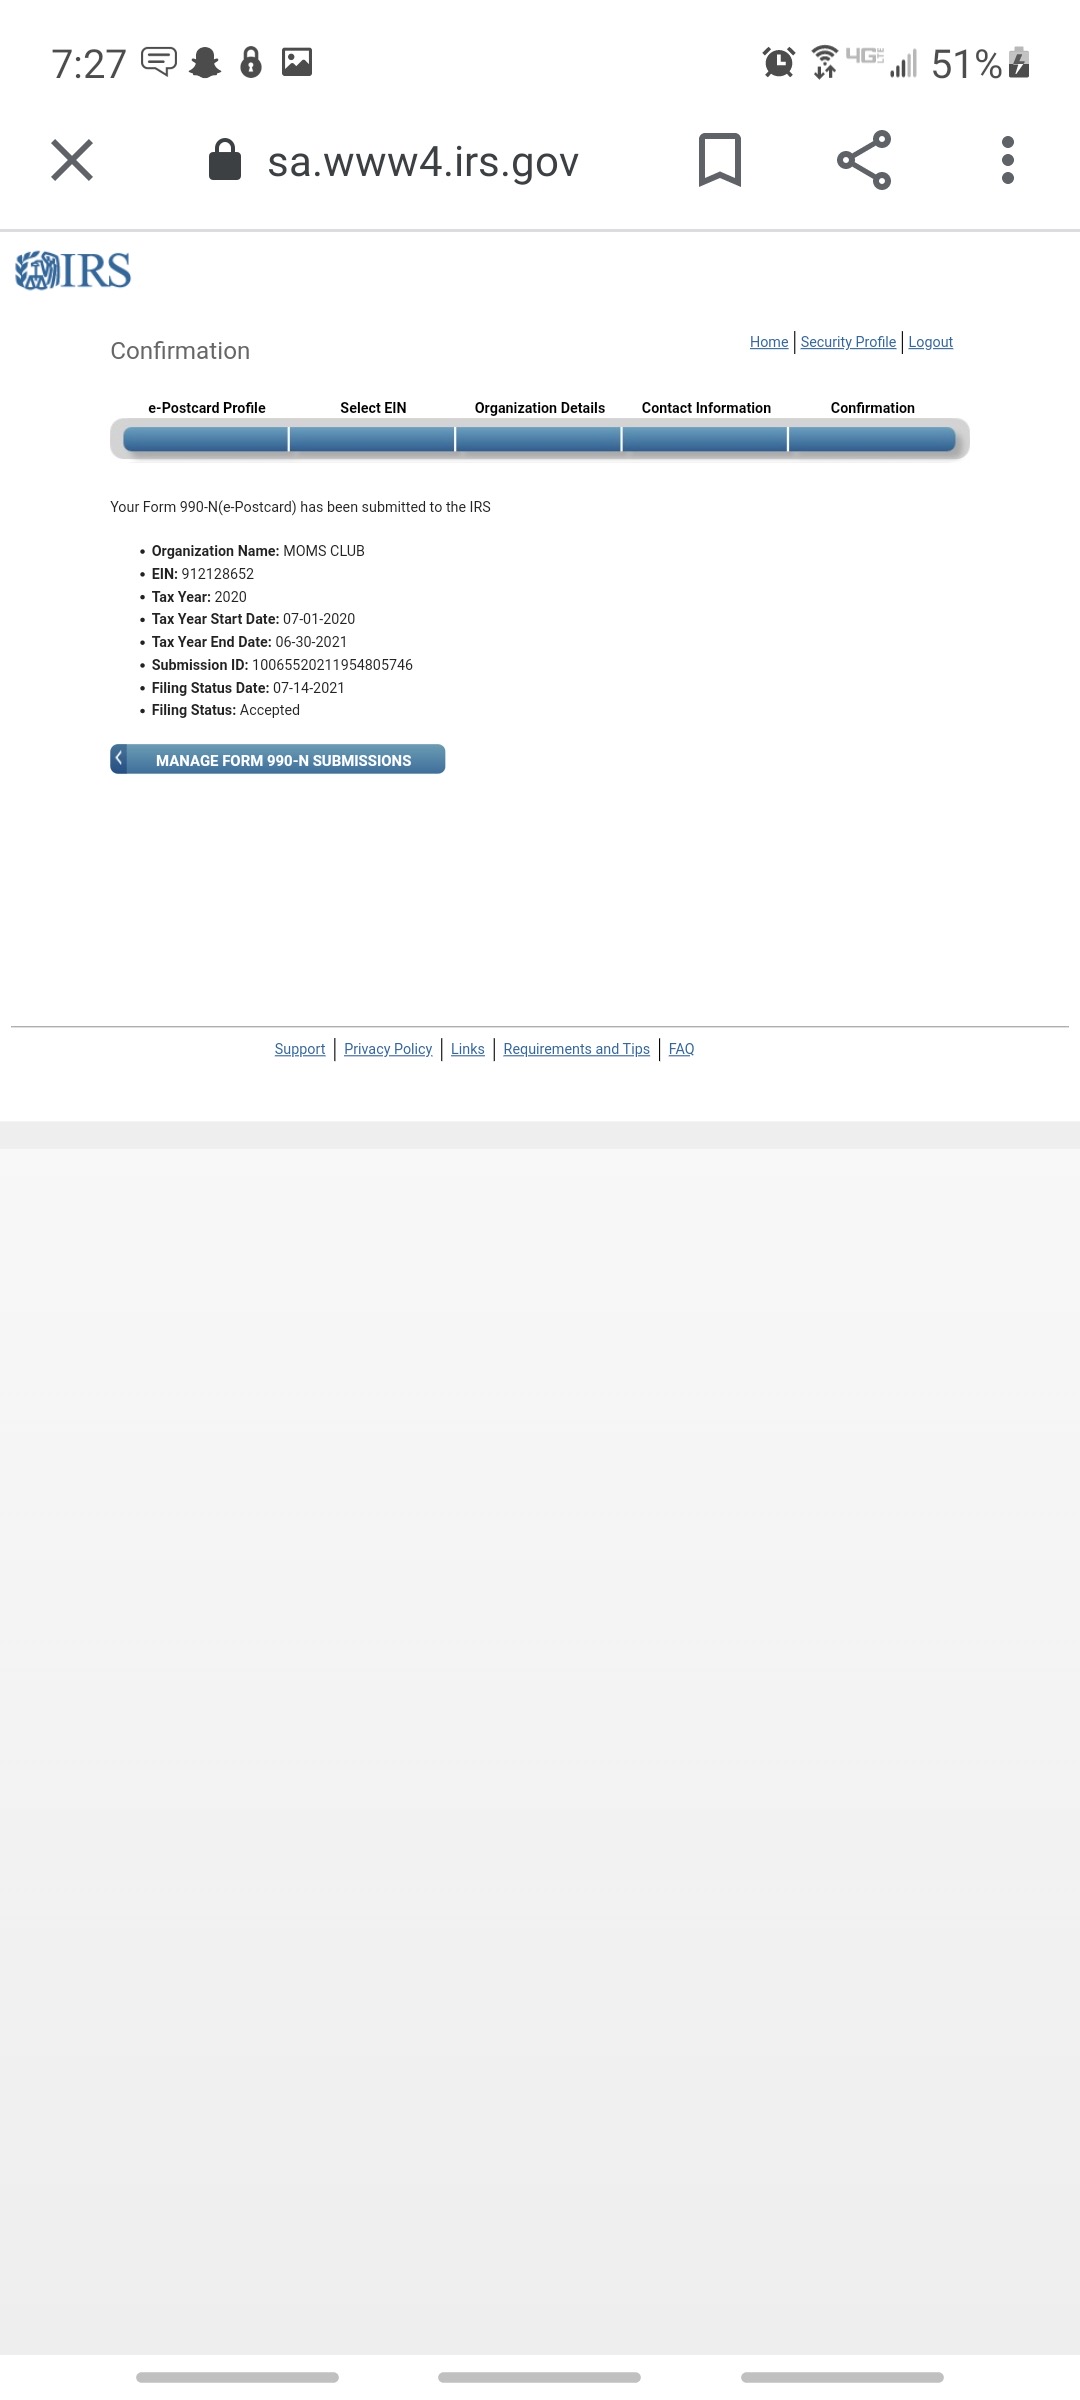 7:27 4G 51%
sa.www4.irs.gov
IRS
Confirmation
Home | Security Profile | Logout
e-Postcard Profile Select EIN Organization Details Contact Information Confirmation
Your Form 990-N(e-Postcard) has been submitted to the IRS
• Organization Name: MOMS CLUB
• EIN: 912128652
• Tax Year: 2020
• Tax Year Start Date: 07-01-2020
• Tax Year End Date: 06-30-2021
• Submission ID: 10065520211954805746
• Filing Status Date: 07-14-2021
• Filing Status: Accepted
MANAGE FORM 990-N SUBMISSIONS
Support | Privacy Policy | Links | Requirements and Tips | FAQ